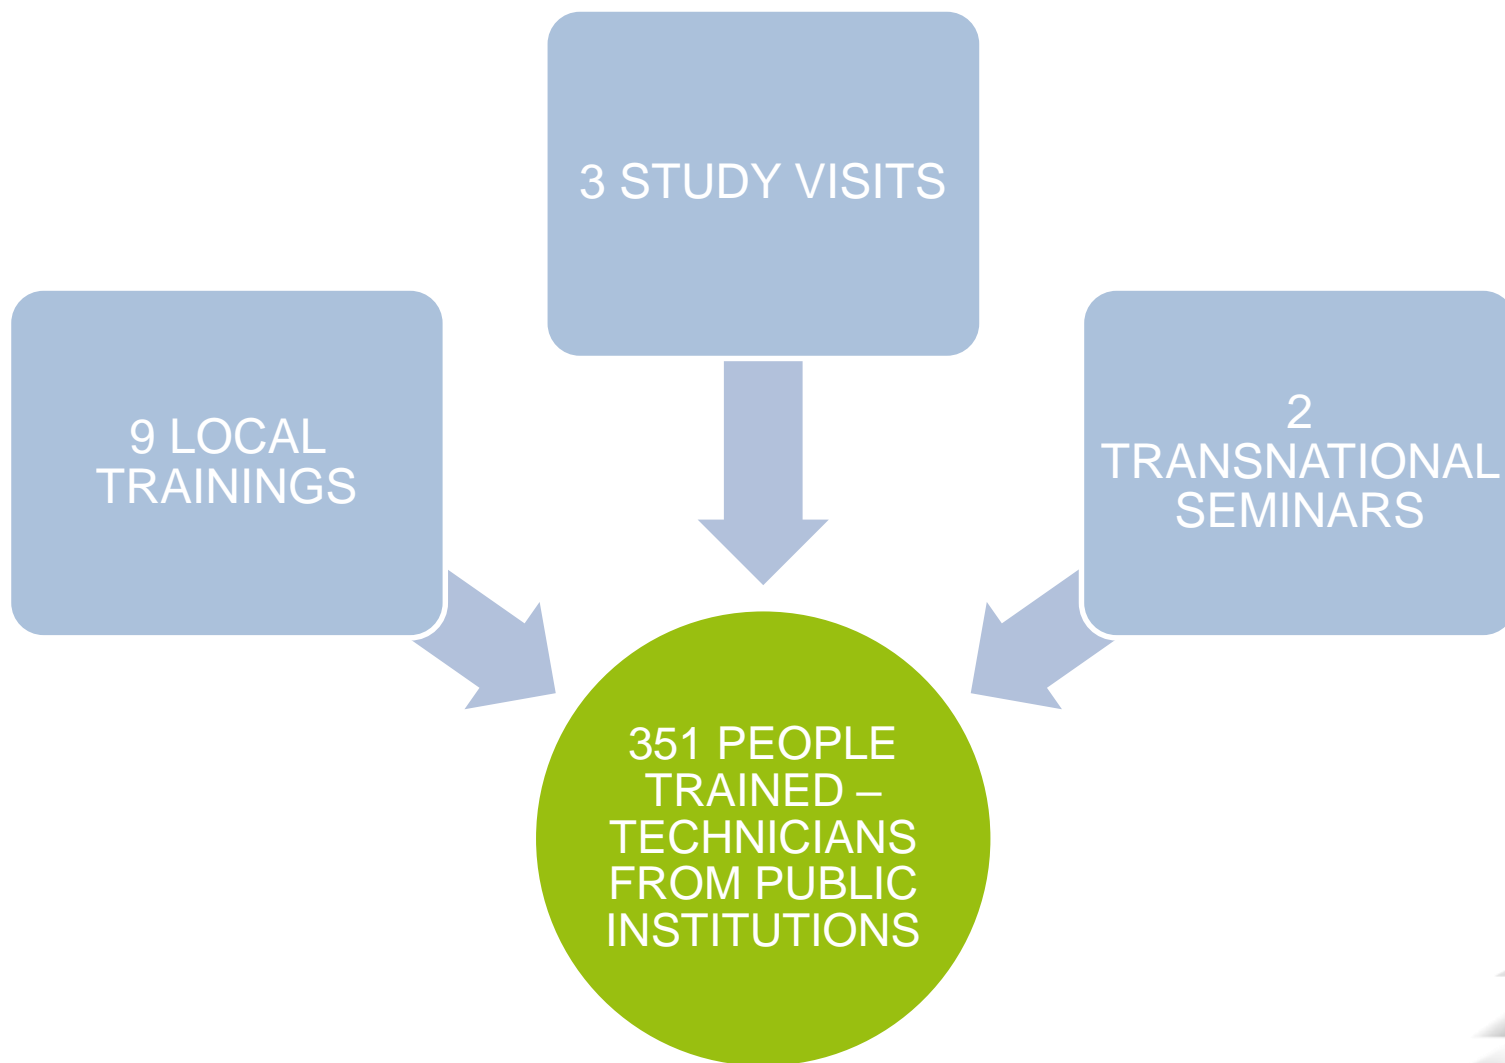 3 STUDY VISITS
9 LOCAL
TRAININGS
2
TRANSNATIONAL
SEMINARS
351 PEOPLE
TRAINED –
TECHNICIANS
FROM PUBLIC
INSTITUTIONS